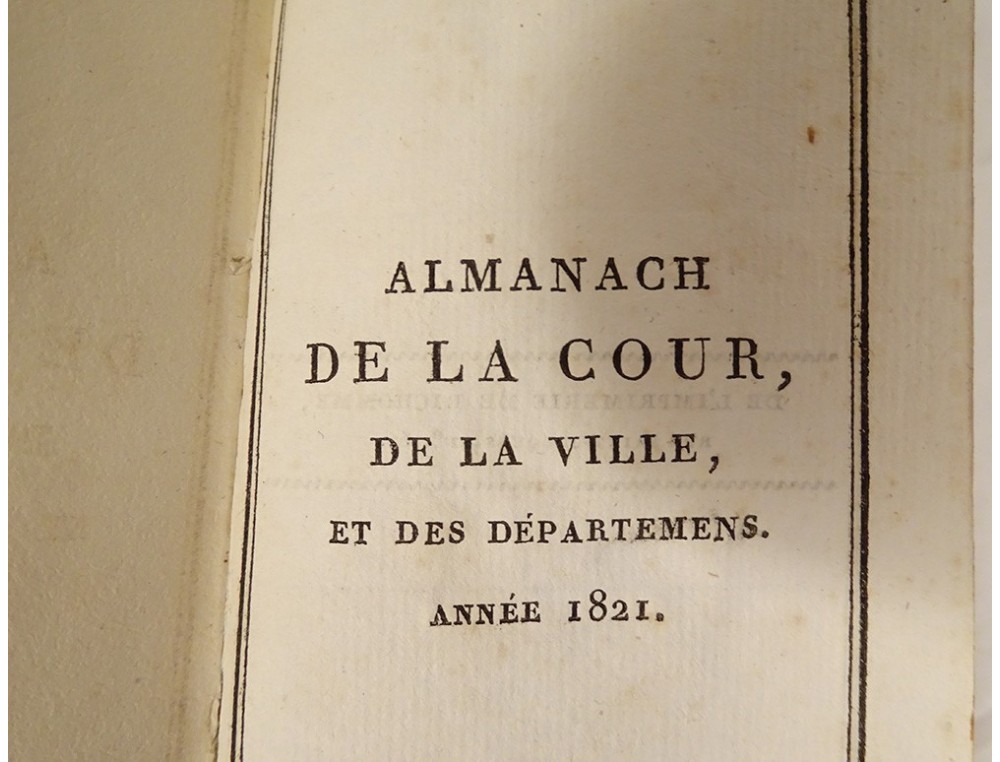 ALMANACH
DE LA COUR,
DE LA VILLE,
ET DES DÉPARTEMENS.
ANNÉE 1821.